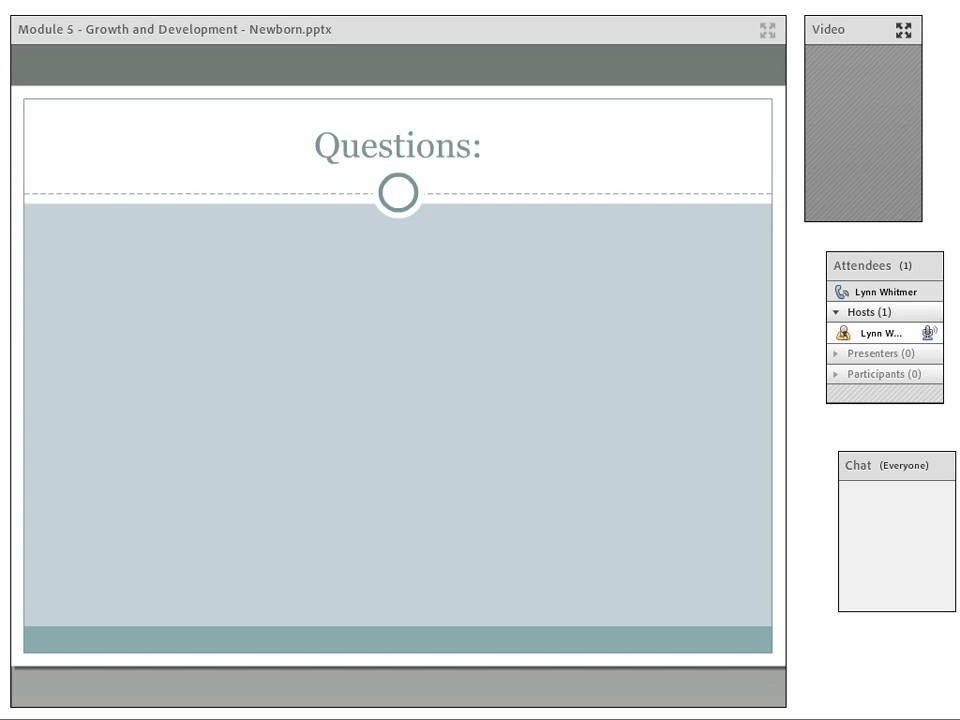 Module 5 - Growth and Development - Newborn.pptx
Questions:
Video
Attendees (1)
Lynn Whitmer
Hosts (1)
Lynn W...
Presenters (0)
Participants (0)
Chat (Everyone)